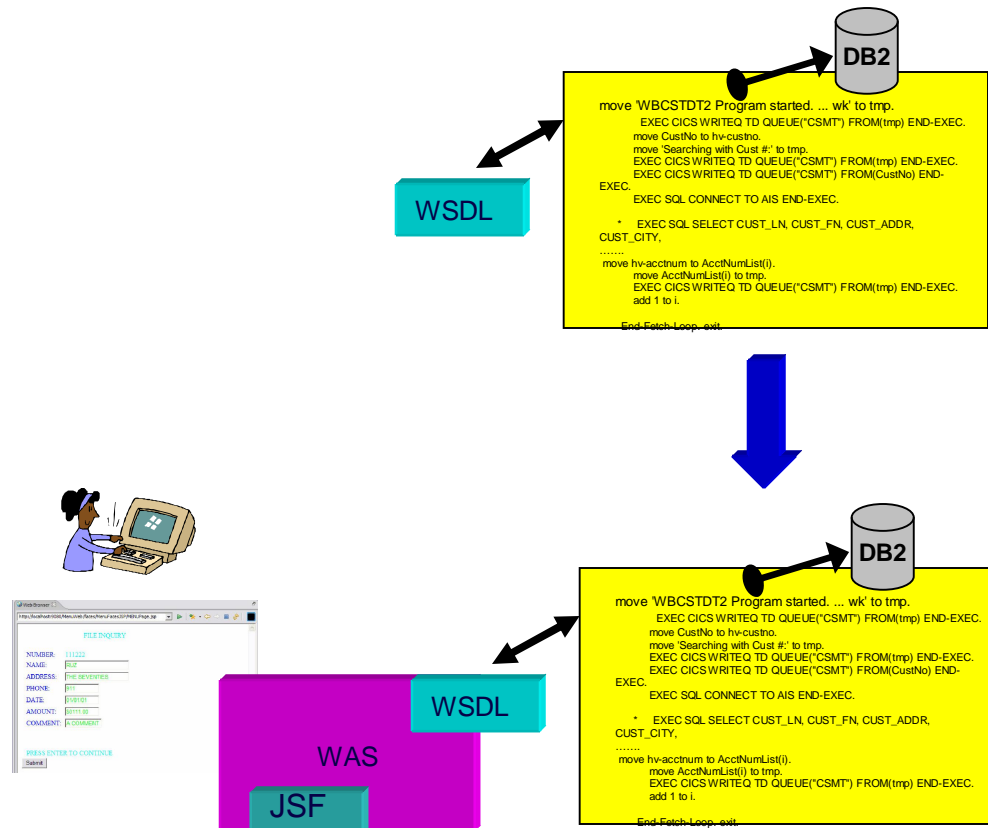 DB2
move 'WBCSTDT2 Program started. ... wk' to tmp.
EXEC CICS WRITEQ TD QUEUE("CSMT") FROM(tmp) END-EXEC.
move CustNo to hv-custno.
move 'Searching with Cust #:' to tmp.
EXEC CICS WRITEQ TD QUEUE("CSMT") FROM(tmp) END-EXEC.
EXEC CICS WRITEQ TD QUEUE("CSMT") FROM(CustNo) END-
EXEC.
EXEC SQL CONNECT TO AIS END-EXEC.
* EXEC SQL SELECT CUST_LN, CUST_FN, CUST_ADDR,
CUST_CITY,
.......
move hv-acctnum to AcctNumList(i).
move AcctNumList(i) to tmp.
EXEC CICS WRITEQ TD QUEUE("CSMT") FROM(tmp) END-EXEC.
add 1 to i.
End-Fetch-Loop. exit.
WSDL
DB2
move 'WBCSTDT2 Program started. ... wk' to tmp.
EXEC CICS WRITEQ TD QUEUE("CSMT") FROM(tmp) END-EXEC.
move CustNo to hv-custno.
move 'Searching with Cust #:' to tmp.
EXEC CICS WRITEQ TD QUEUE("CSMT") FROM(tmp) END-EXEC.
EXEC CICS WRITEQ TD QUEUE("CSMT") FROM(CustNo) END-
EXEC.
EXEC SQL CONNECT TO AIS END-EXEC.
* EXEC SQL SELECT CUST_LN, CUST_FN, CUST_ADDR,
CUST_CITY,
.......
move hv-acctnum to AcctNumList(i).
move AcctNumList(i) to tmp.
EXEC CICS WRITEQ TD QUEUE("CSMT") FROM(tmp) END-EXEC.
add 1 to i.
End-Fetch-Loop. exit.
Web Browser
FILE INQUIRY
NUMBER: 111222
NAME:
ADDRESS: THE SEVENTIES
PHONE: 911
DATE:
AMOUNT:
COMMENT: A COMMENT
PRESS ENTER TO CONTINUE
Submit
WSDL
WAS
JSF